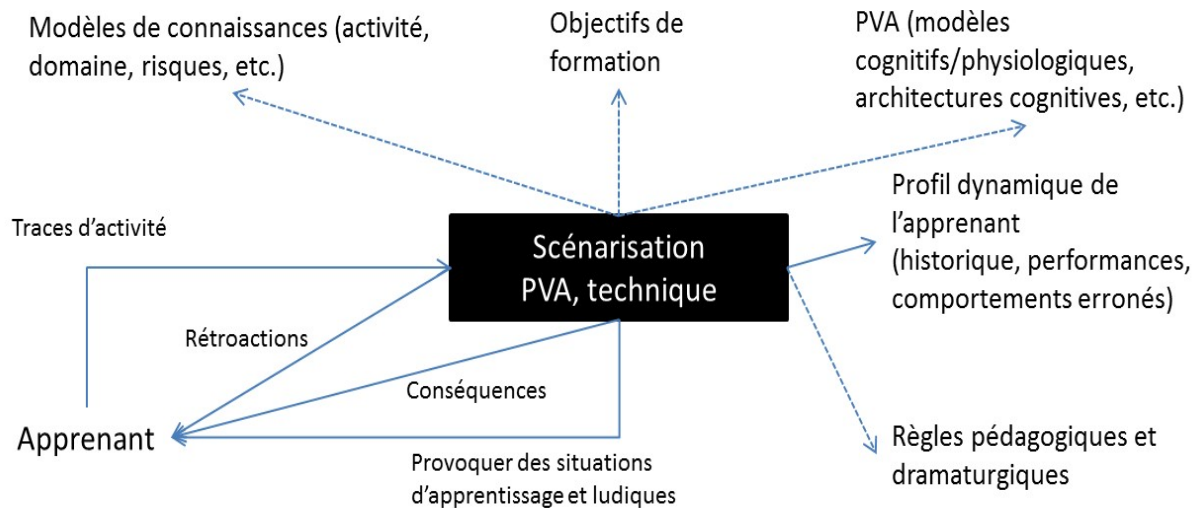 Modèles de connaissances (activité,
domaine, risques, etc.)
Objectifs de
formation
PVA (modèles
cognitifs/physiologiques,
architectures cognitives, etc.)
Profil dynamique de
l’apprenant
(historique, performances,
comportements erronés)
Traces d’activité
Scénarisation
PVA, technique
Rétroactions
Conséquences
Apprenant
Provoquer des situations
d’apprentissage et ludiques
Règles pédagogiques et
dramaturgiques